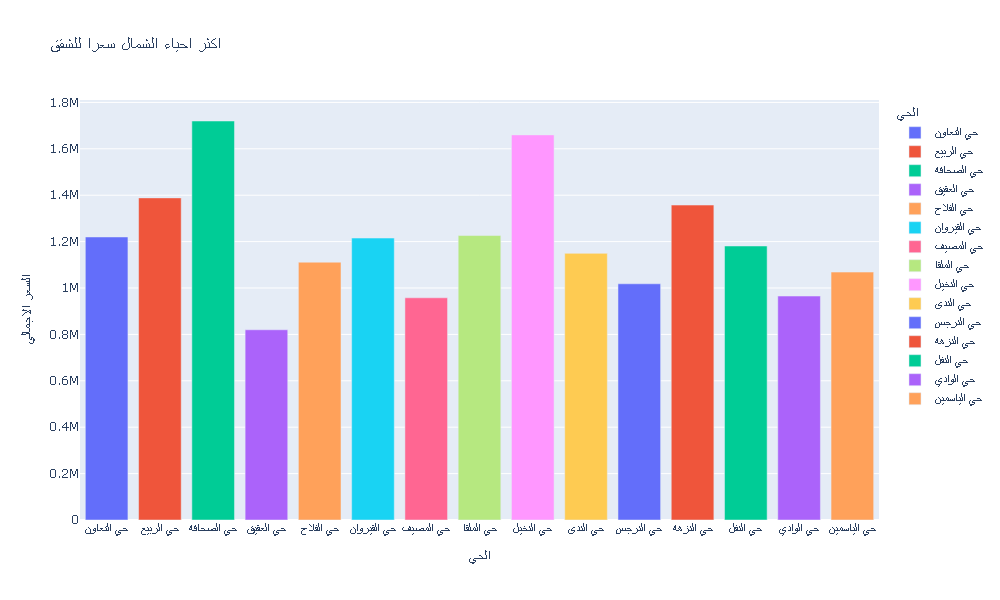 اكثر احياء الشمال سعرا للشقق
السعر الاجمالي
1.8M
1.6M
1.4M
1.2M
1M
0.8M
0.6M
0.4M
0.2M
0
حي التعاون
حي الربيع
حي الصحافه
حي العقيق
حي الفلاح
حي القيروان
حي المصيف
حي الملقا
حي النخيل
حي الندى
حي النرجس
حي النزهه
حي النفل
حي الوادي
حي الياسمين
الحي
الحي
حي التعاون
حي الربيع
حي الصحافه
حي العقيق
حي الفلاح
حي القيروان
حي المصيف
حي الملقا
حي النخيل
حي الندى
حي النرجس
حي النزهه
حي النفل
حي الوادي
حي الياسمين